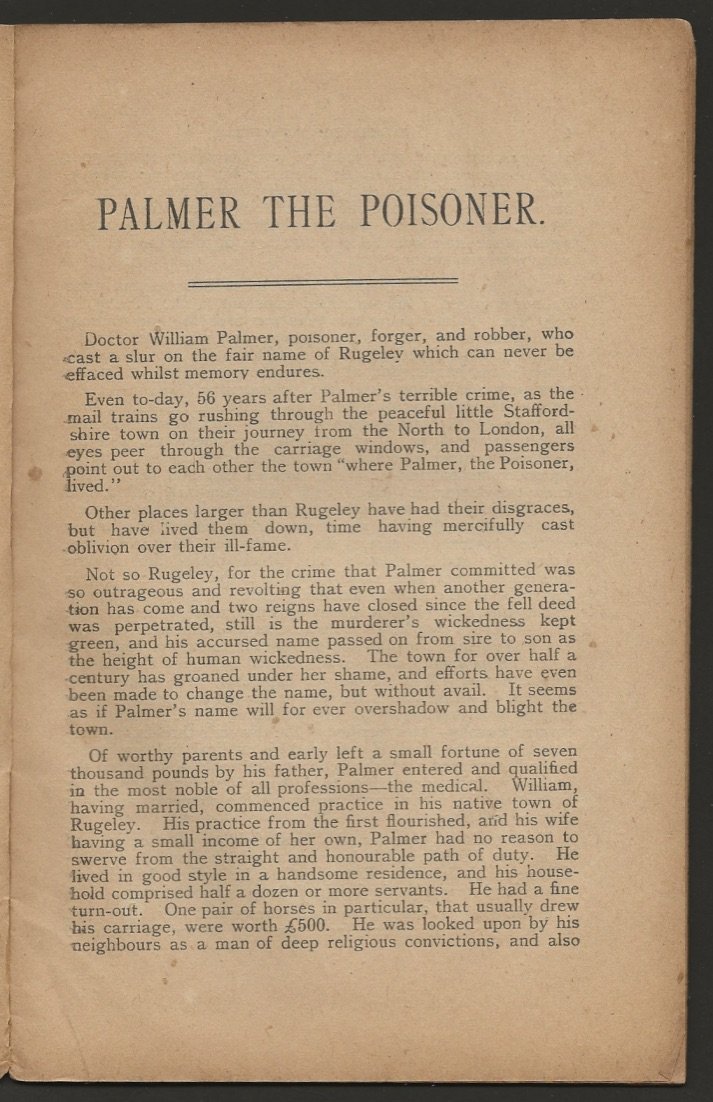 PALMER THE POISONER.
Doctor William Palmer, poisoner, forger, and robber, who
cast a slur on the fair name of Rugeley which can never be
effaced whilst memory endures.
Even to-day, 56 years after Palmer's terrible crime, as the
mail trains go rushing through the peaceful little Stafford-
shire town on their journey from the North to London, all
eyes peer through the carriage windows, and passengers
point out to each other the town "where Palmer, the Poisoner,
lived."
Other places larger than Rugeley have had their disgraces,
but have lived them down, time having mercifully cast
oblivion over their ill-fame.
Not so Rugeley, for the crime that Palmer committed was
so outrageous and revolting that even when another genera-
tion has come and two reigns have closed since the fell deed
was perpetrated, still is the murderer's wickedness kept
green, and his accursed name passed on from sire to son as
the height of human wickedness. The town for over half a
century has groaned under her shame, and efforts have even
been made to change the name, but without avail. It seems
as if Palmer's name will for ever overshadow and blight the
town.
Of worthy parents and early left a small fortune of seven
thousand pounds by his father, Palmer entered and qualified
in the most noble of all professions—the medical. William,
having married, commenced practice in his native town of
Rugeley. His practice from the first flourished, and his wife
having a small income of her own, Palmer had no reason to
swerve from the straight and honourable path of duty. He
lived in good style in a handsome residence, and his house-
hold comprised half a dozen or more servants. He had a fine
turn-out. One pair of horses in particular, that usually drew
his carriage, were worth £500. He was looked upon by his
neighbours as a man of deep religious convictions, and also